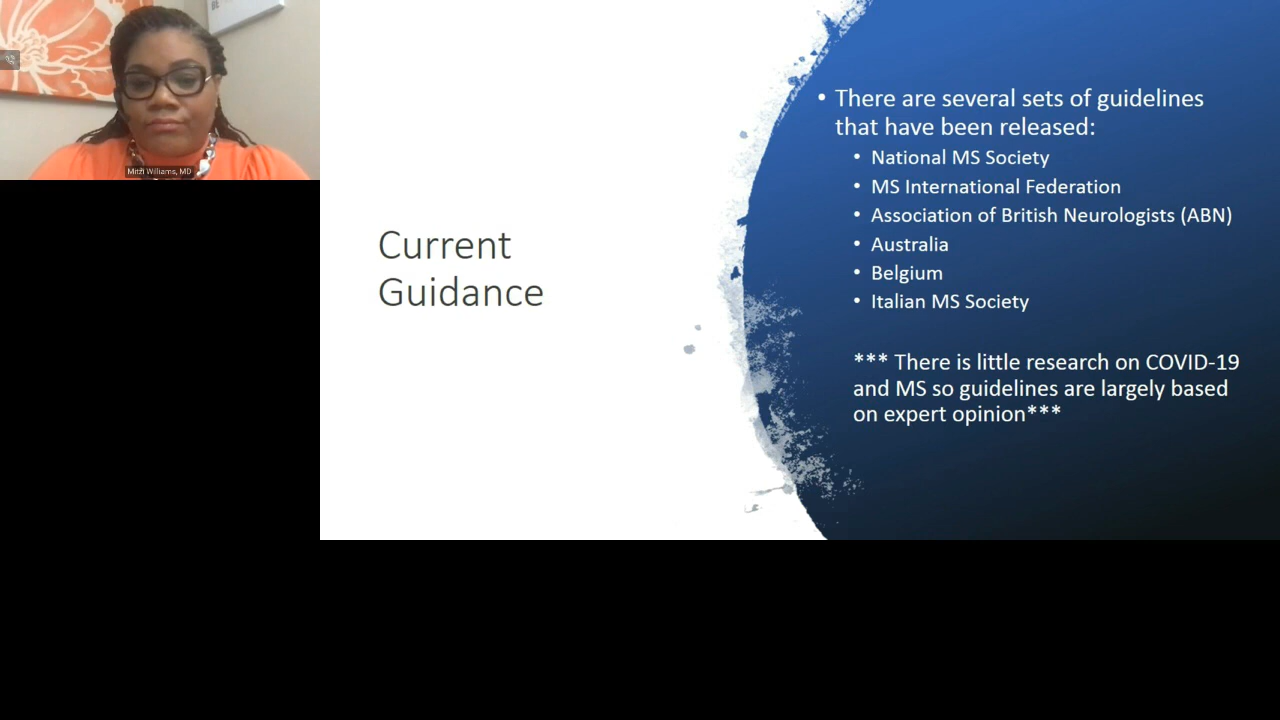 Mitzi Williams, MD
Current
Guidance
• There are several sets of guidelines
that have been released:
• National MS Society
• MS International Federation
• Association of British Neurologists (ABN)
• Australia
• Belgium
• Italian MS Society
*** There is little research on COVID-19
and MS so guidelines are largely based
on expert opinion***